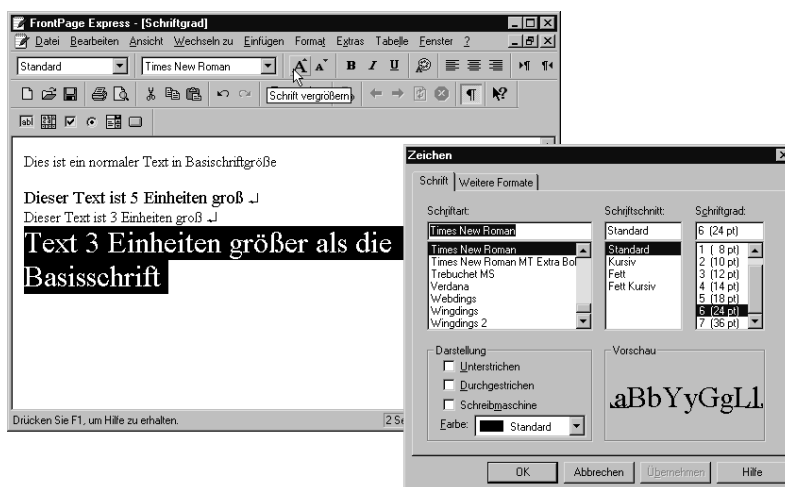 FrontPage Express - [Schriftgrad]
Datei Bearbeiten Ansicht Wechseln zu Einfügen Format Extras Tabelle Fenster ?
Standard Times New Roman A A B I U
Schrift vergrößern
abl
Dies ist ein normaler Text in Basischriftgröße
Dieser Text ist 5 Einheiten groß
Dieser Text ist 3 Einheiten groß
Text 3 Einheiten größer als die
Basisschrift
Drücken Sie F1, um Hilfe zu erhalten.
2 Se
Zeichen
Schrift Weitere Formate
Schriftart: Schriftschnitt: Schriftgrad:
Times New Roman Standard 6 (24 pt)
Times New Roman Standard 1 ( 8 pt)
Times New Roman MT Extra Bol Kursiv 2 (10 pt)
Trebuchet MS Fett 3 (12 pt)
Verdana Fett Kursiv 4 (14 pt)
Webdings 5 (18 pt)
Wingdings 6 (24 pt)
Wingdings 2 7 (36 pt)
Darstellung Vorschau
Unterstrichen
Durchgestrichen
Schreibmaschine
Farbe: Standard
aBbYyGgLl
OK Abbrechen Übernehmen Hilfe